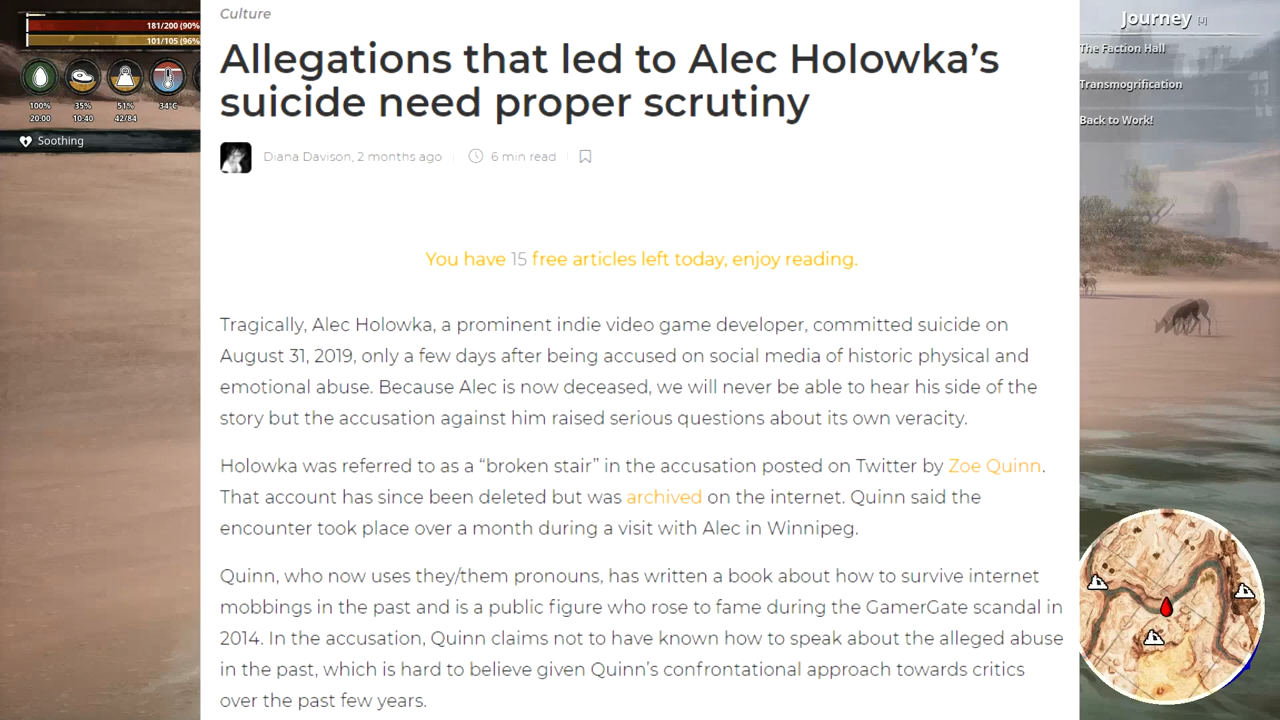 Culture
Allegations that led to Alec Holowka’s
suicide need proper scrutiny
Diana Davison, 2 months ago
6 min read
You have 15 free articles left today, enjoy reading.
Tragically, Alec Holowka, a prominent indie video game developer, committed suicide on
August 31, 2019, only a few days after being accused on social media of historic physical and
emotional abuse. Because Alec is now deceased, we will never be able to hear his side of the
story but the accusation against him raised serious questions about its own veracity.
Holowka was referred to as a “broken stair” in the accusation posted on Twitter by Zoe Quinn.
That account has since been deleted but was archived on the internet. Quinn said the
encounter took place over a month during a visit with Alec in Winnipeg.
Quinn, who now uses they/them pronouns, has written a book about how to survive internet
mobbings in the past and is a public figure who rose to fame during the GamerGate scandal in
2014. In the accusation, Quinn claims not to have known how to speak about the alleged abuse
in the past, which is hard to believe given Quinn’s confrontational approach towards critics
over the past few years.
181/200 (90%
101/105 (96%
100% 35% 51% 34°C
20:00 10:40 42/84
Soothing
Journey [J]
The Faction Hall
Transmogrification
Back to Work!